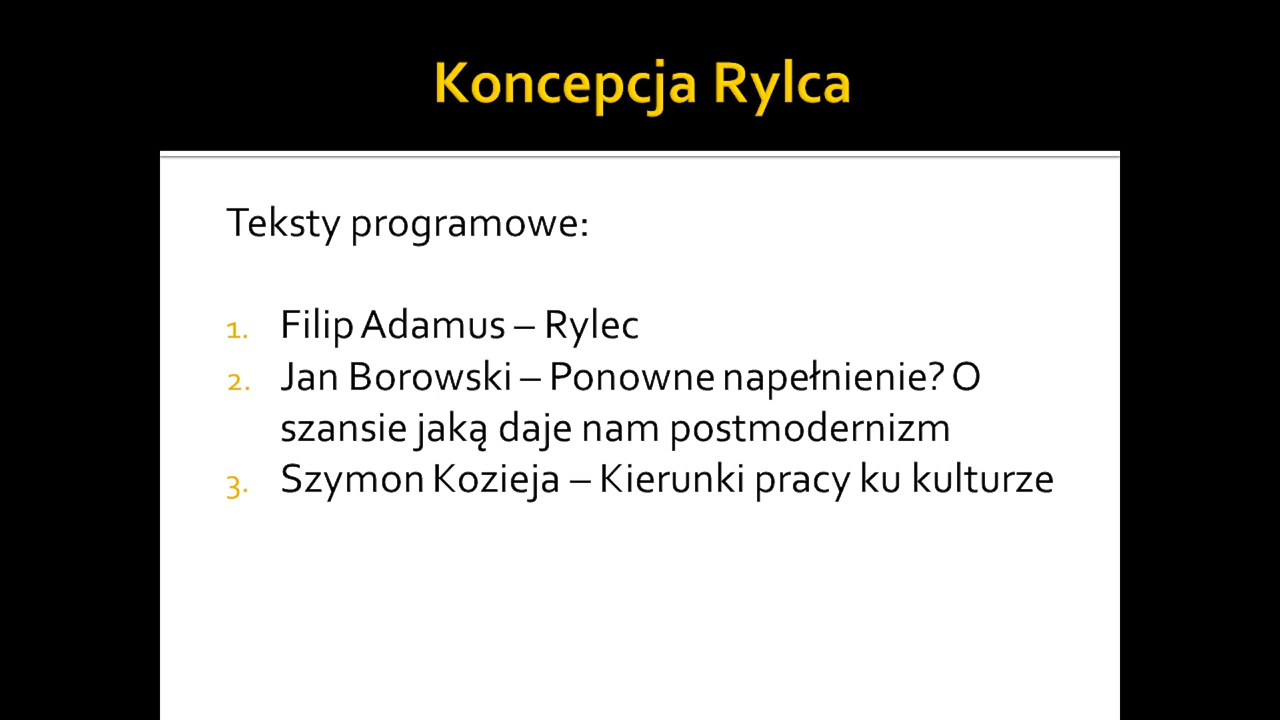 Koncepcja Rylca
Teksty programowe:
1. Filip Adamus – Rylec
2. Jan Borowski – Ponowne napełnienie? O
szansie jaką daje nam postmodernizm
3. Szymon Kozieja – Kierunki pracy ku kulturze